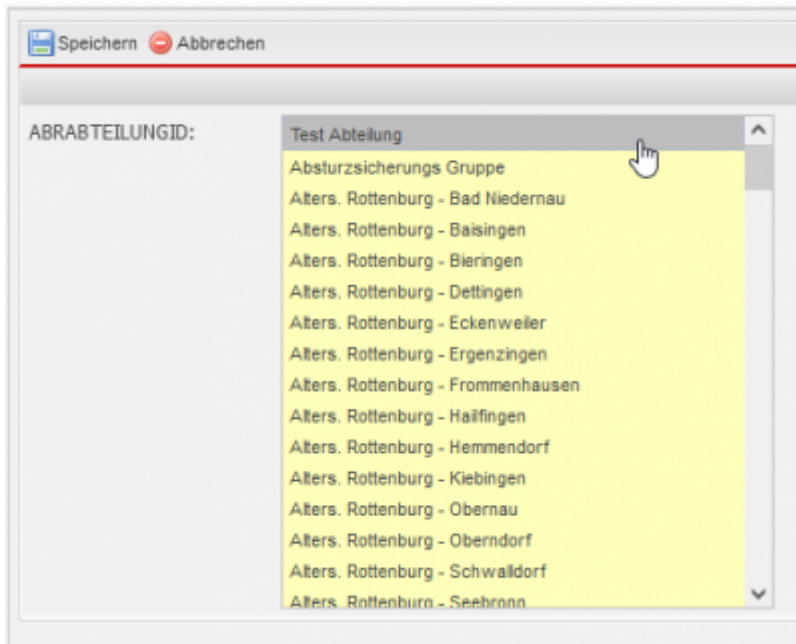 Speichern Abbrechen
ABRABTEILUNGID:
Test Abteilung
Absturzsicherungs Gruppe
Alters. Rottenburg - Bad Niedernau
Alters. Rottenburg - Baisingen
Alters. Rottenburg - Bieringen
Alters. Rottenburg - Dettingen
Alters. Rottenburg - Eckenweiler
Alters. Rottenburg - Ergenzingen
Alters. Rottenburg - Frommenhausen
Alters. Rottenburg - Hailfingen
Alters. Rottenburg - Hemmendorf
Alters. Rottenburg - Kiebingen
Alters. Rottenburg - Obernau
Alters. Rottenburg - Oberndorf
Alters. Rottenburg - Schwalldorf
Alters. Rottenburg - Seebronn